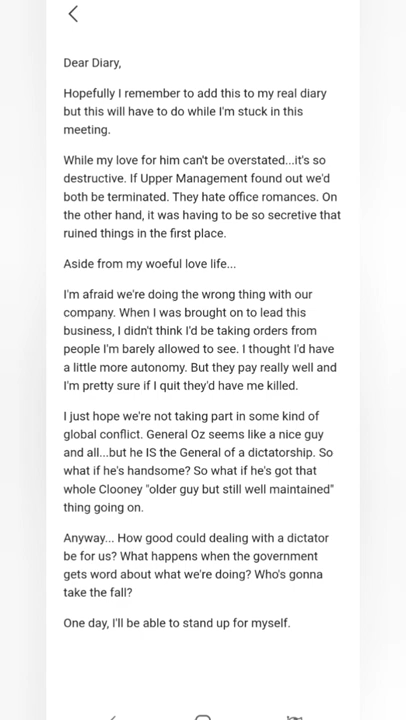 Dear Diary,
Hopefully I remember to add this to my real diary
but this will have to do while I'm stuck in this
meeting.
While my love for him can't be overstated...it's so
destructive. If Upper Management found out we'd
both be terminated. They hate office romances. On
the other hand, it was having to be so secretive that
ruined things in the first place.
Aside from my woeful love life...
I'm afraid we're doing the wrong thing with our
company. When I was brought on to lead this
business, I didn't think I'd be taking orders from
people I'm barely allowed to see. I thought I'd have
a little more autonomy. But they pay really well and
I'm pretty sure if I quit they'd have me killed.
I just hope we're not taking part in some kind of
global conflict. General Oz seems like a nice guy
and all...but he IS the General of a dictatorship. So
what if he's handsome? So what if he's got that
whole Clooney "older guy but still well maintained"
thing going on.
Anyway... How good could dealing with a dictator
be for us? What happens when the government
gets word about what we're doing? Who's gonna
take the fall?
One day, I'll be able to stand up for myself.